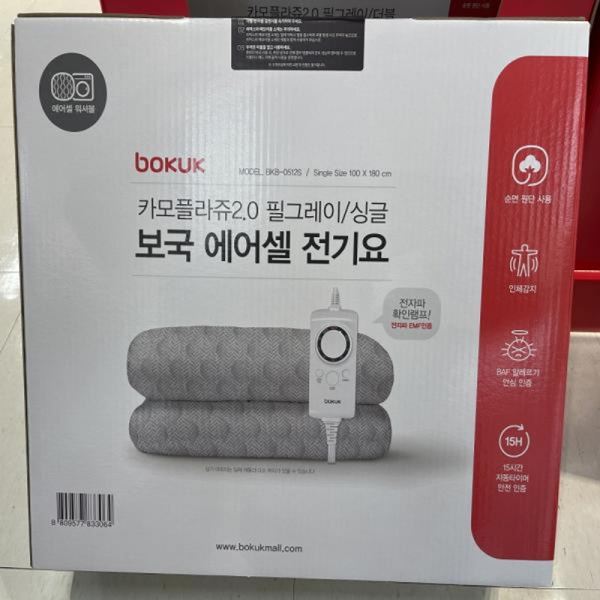 카모플라쥬2.0 필그레이/더블
에어셀 워셔블
bokuk
MODEL. BKB-0512S / Single Size 100 X 180 cm
카모플라쥬2.0 필그레이/싱글
보국 에어셀 전기요
전자파
확인램프!
전자파 EMF인증
bokuk
순면 원단 사용
인체감지
BAF 알레르기
안심 인증
15H
15시간
자동타이머
안전 인증
8 809577 833064
www.bokukmall.com